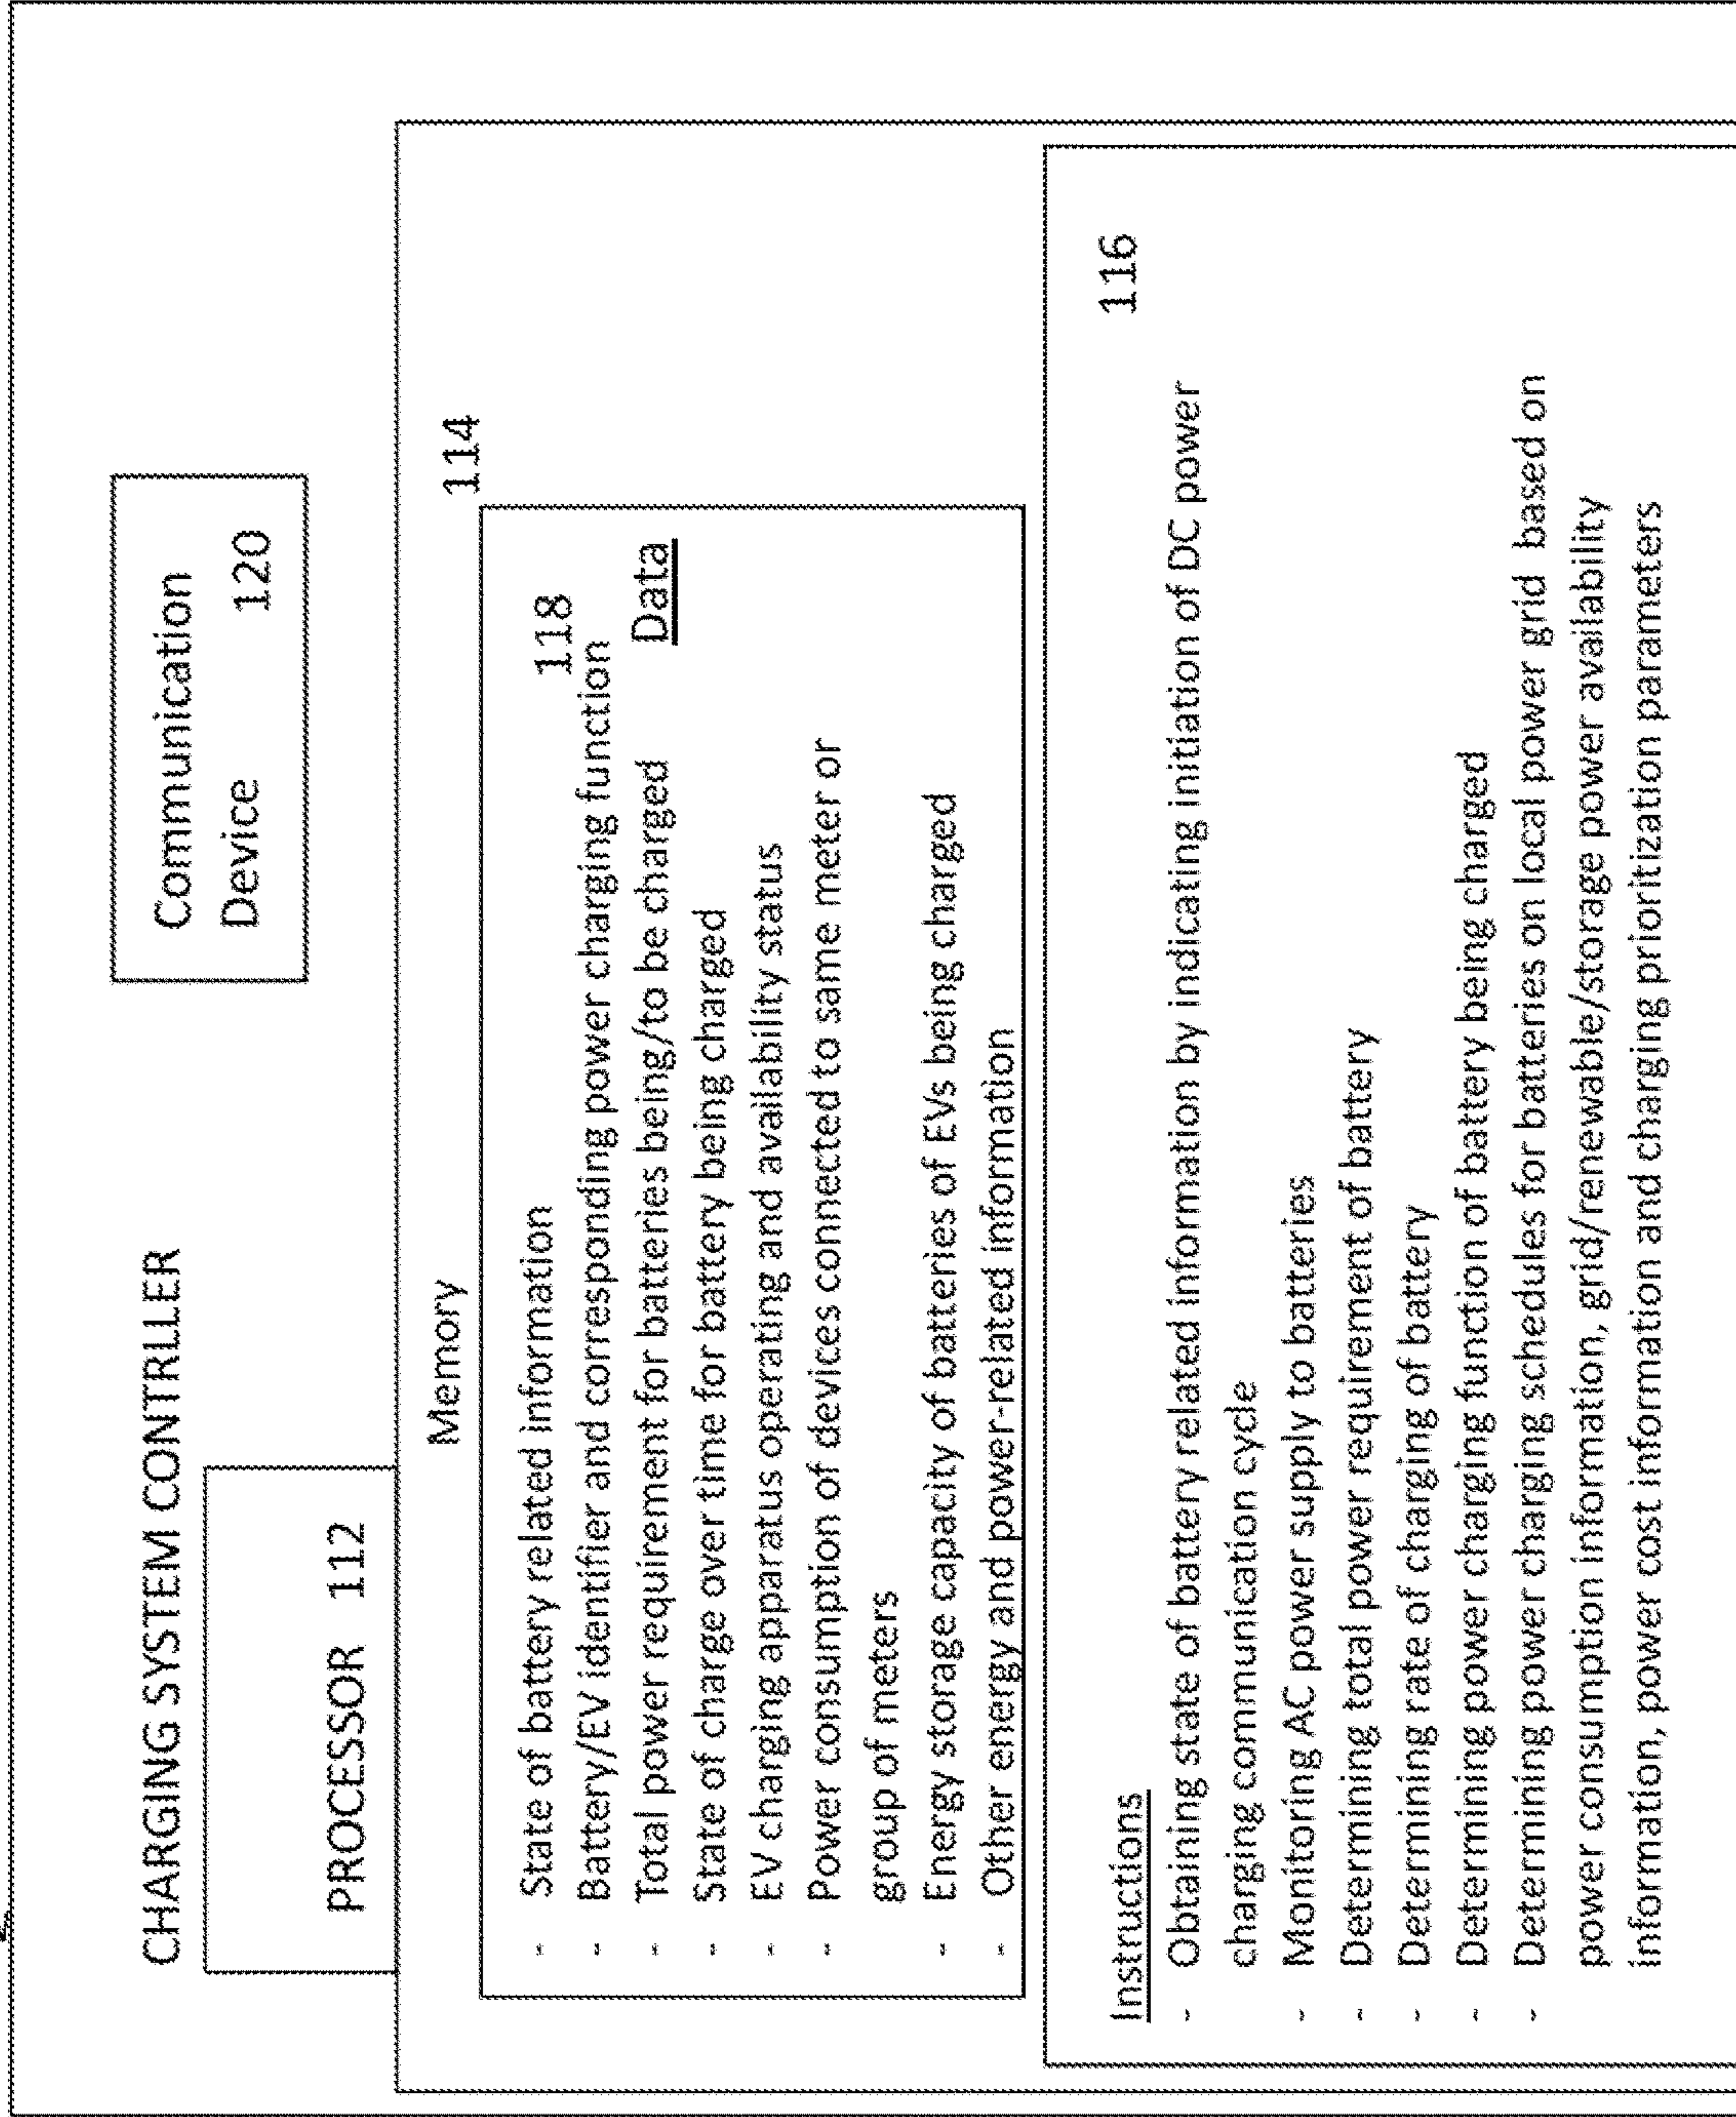 CHARGING SYSTEM CONTRLLER
Communication
Device 120
PROCESSOR 112
Memory
114
118
- State of battery related information
- Battery/EV identifier and corresponding power charging function
- Total power requirement for batteries being/to be charged
Data
- State of charge over time for battery being charged
- EV charging apparatus operating and availability status
- Power consumption of devices connected to same meter or
group of meters
- Energy storage capacity of batteries of EVs being charged
- Other energy and power-related information
116
Instructions
- Obtaining state of battery related information by indicating initiation of DC power
charging communication cycle
- Monitoring AC power supply to batteries
- Determining total power requirement of battery
- Determining rate of charging of battery
- Determining power charging function of battery being charged
- Determining power charging schedules for batteries on local power grid based on
power consumption information, grid/renewable/storage power availability
information, power cost information and charging prioritization parameters